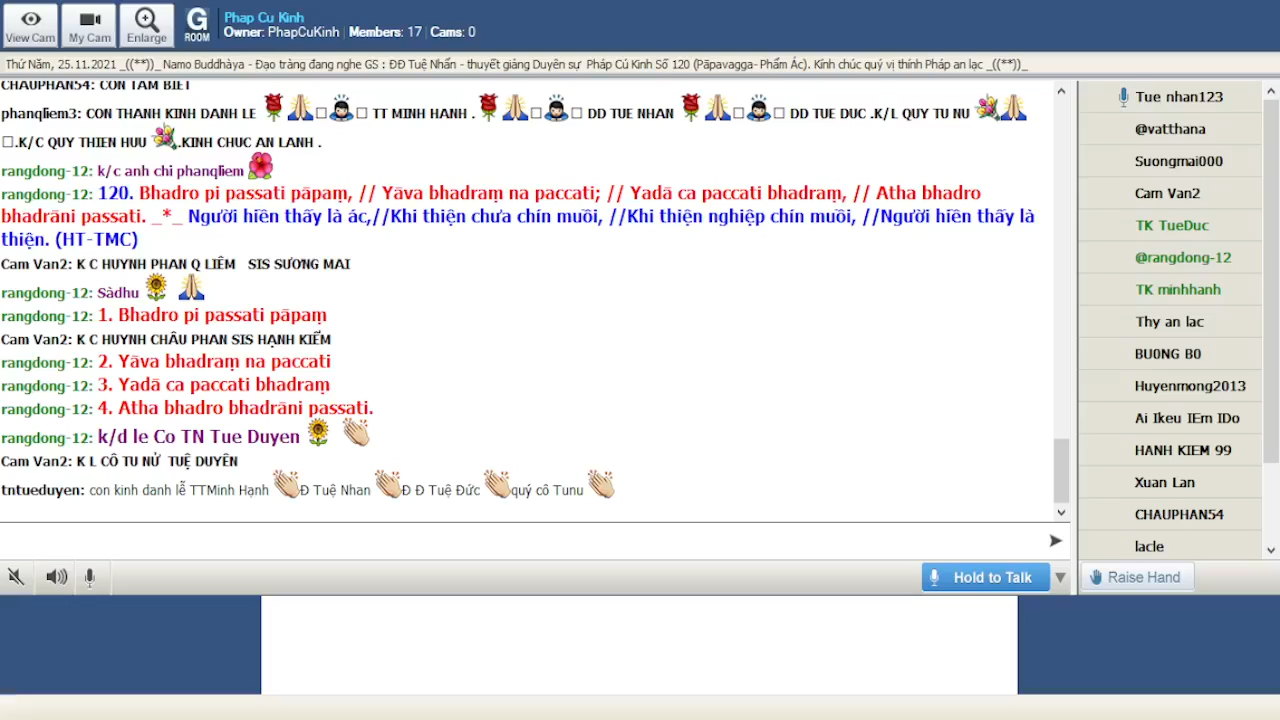 View Cam
My Cam
Enlarge
G
ROOM
Phap Cu Kinh
Owner: PhapCuKinh | Members: 17 | Cams: 0
Thứ Năm, 25.11.2021 _((**))_ Namo Buddhàya - Đạo tràng đang nghe GS : ĐĐ Tuệ Nhẫn - thuyết giảng Duyên sự Pháp Cú Kinh Số 120 (Pāpavagga- Phẩm Ác). Kính chúc quý vị thính Pháp an lạc _((**))_
CHAUPHAN54: CON TAM BIET
phanqliem3: CON THANH KINH DANH LE TT MINH HANH . DD TUE NHAN DD TUE DUC .K/L QUY TU NU
.K/C QUY THIEN HUU .KINH CHUC AN LANH .
rangdong-12: k/c anh chi phanqliem
rangdong-12: 120. Bhadro pi passati pāpaṃ, // Yāva bhadraṃ na paccati; // Yadā ca paccati bhadraṃ, // Atha bhadro
bhadrāni passati. _*_ Người hiền thấy là ác,//Khi thiện chưa chín muồi, //Khi thiện nghiệp chín muồi, //Người hiền thấy là
thiện. (HT-TMC)
Cam Van2: K C HUYNH PHAN Q LIÊM SIS SƯƠNG MAI
rangdong-12: Sàdhu
rangdong-12: 1. Bhadro pi passati pāpaṃ
Cam Van2: K C HUYNH CHÂU PHAN SIS HẠNH KIỂM
rangdong-12: 2. Yāva bhadraṃ na paccati
rangdong-12: 3. Yadā ca paccati bhadraṃ
rangdong-12: 4. Atha bhadro bhadrāni passati.
rangdong-12: k/d le Co TN Tue Duyen
Cam Van2: K L CÔ TU NỬ TUỆ DUYÊN
tntueduyen: con kinh danh lễ TTMinh Hạnh Đ Tuệ Nhan Đ Đ Tuệ Đức quý cô Tunu
Hold to Talk
Tue nhan123
@vatthana
Suongmai000
Cam Van2
TK TueDuc
@rangdong-12
TK minhhanh
Thy an lac
BU0NG B0
Huyenmong2013
Ai Ikeu IEm IDo
HANH KIEM 99
Xuan Lan
CHAUPHAN54
lacle
Raise Hand